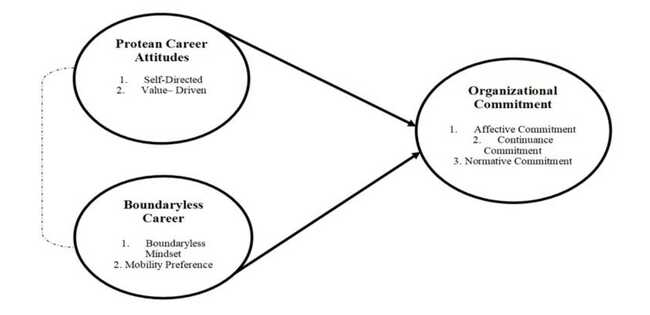 Protean Career
Attitudes
1. Self-Directed
2. Value– Driven
Organizational
Commitment
1. Affective Commitment
2. Continuance
Commitment
3. Normative Commitment
Boundaryless
Career
1. Boundaryless
Mindset
2. Mobility Preference